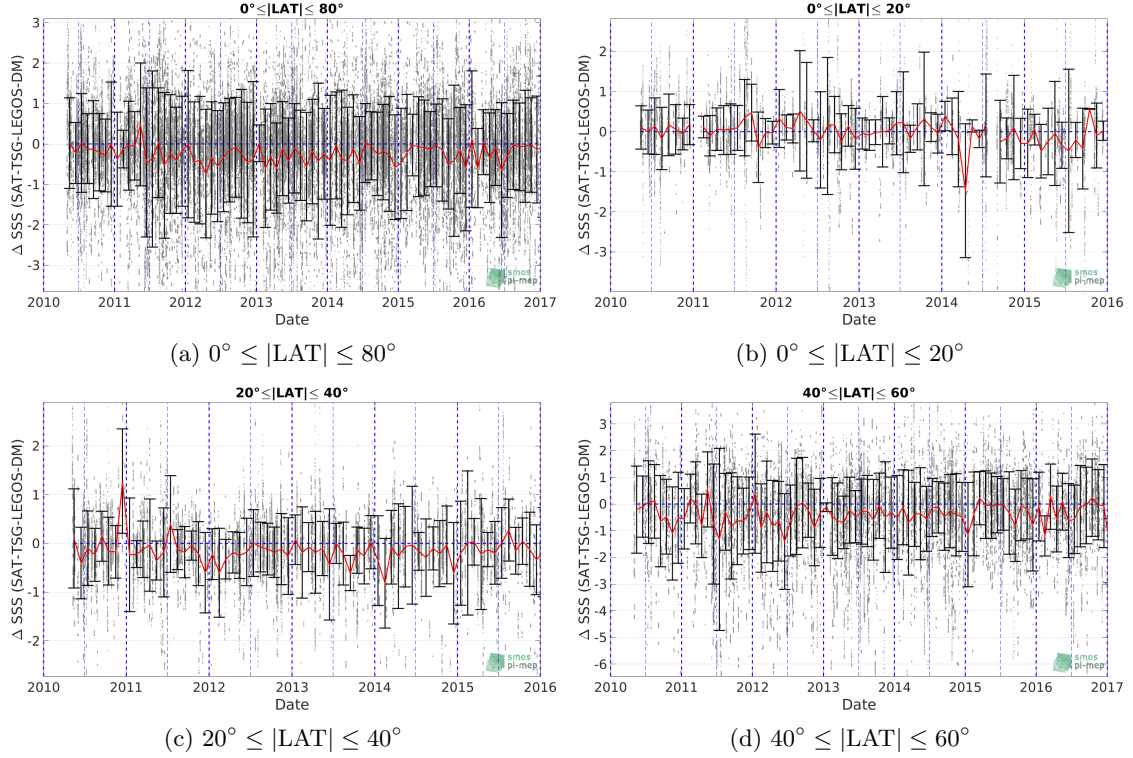 0°≤|LAT|≤ 80°
Δ SSS (SAT-TSG-LEGOS-DM)
3
2
1
0
-1
-2
-3
2010 2011 2012 2013 2014 2015 2016 2017
Date
smos
pi-mep
(a) 0° ≤ |LAT| ≤ 80°
0°≤|LAT|≤ 20°
Δ SSS (SAT-TSG-LEGOS-DM)
2
1
0
-1
-2
-3
2010 2011 2012 2013 2014 2015 2016
Date
smos
pi-mep
(b) 0° ≤ |LAT| ≤ 20°
20°≤|LAT|≤ 40°
Δ SSS (SAT-TSG-LEGOS-DM)
2
1
0
-1
-2
2010 2011 2012 2013 2014 2015 2016
Date
smos
pi-mep
(c) 20° ≤ |LAT| ≤ 40°
40°≤|LAT|≤ 60°
Δ SSS (SAT-TSG-LEGOS-DM)
3
2
1
0
-1
-2
-3
-4
-5
-6
2010 2011 2012 2013 2014 2015 2016 2017
Date
smos
pi-mep
(d) 40° ≤ |LAT| ≤ 60°